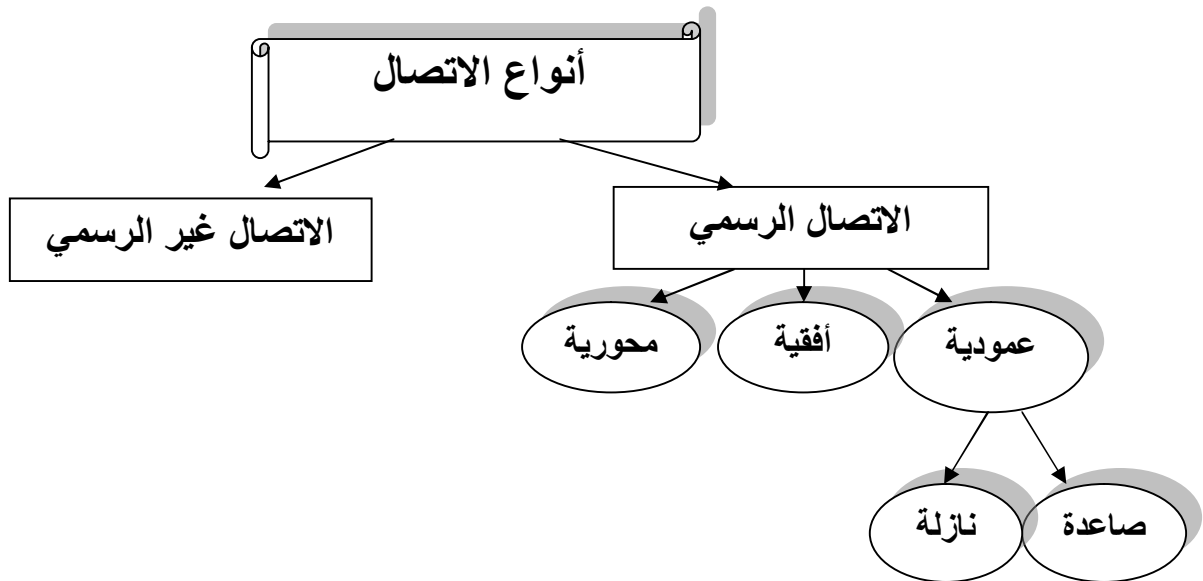 أنواع الاتصال
الاتصال الرسمي
الاتصال غير الرسمي
عمودية
أفقية
محورية
صاعدة
نازلة